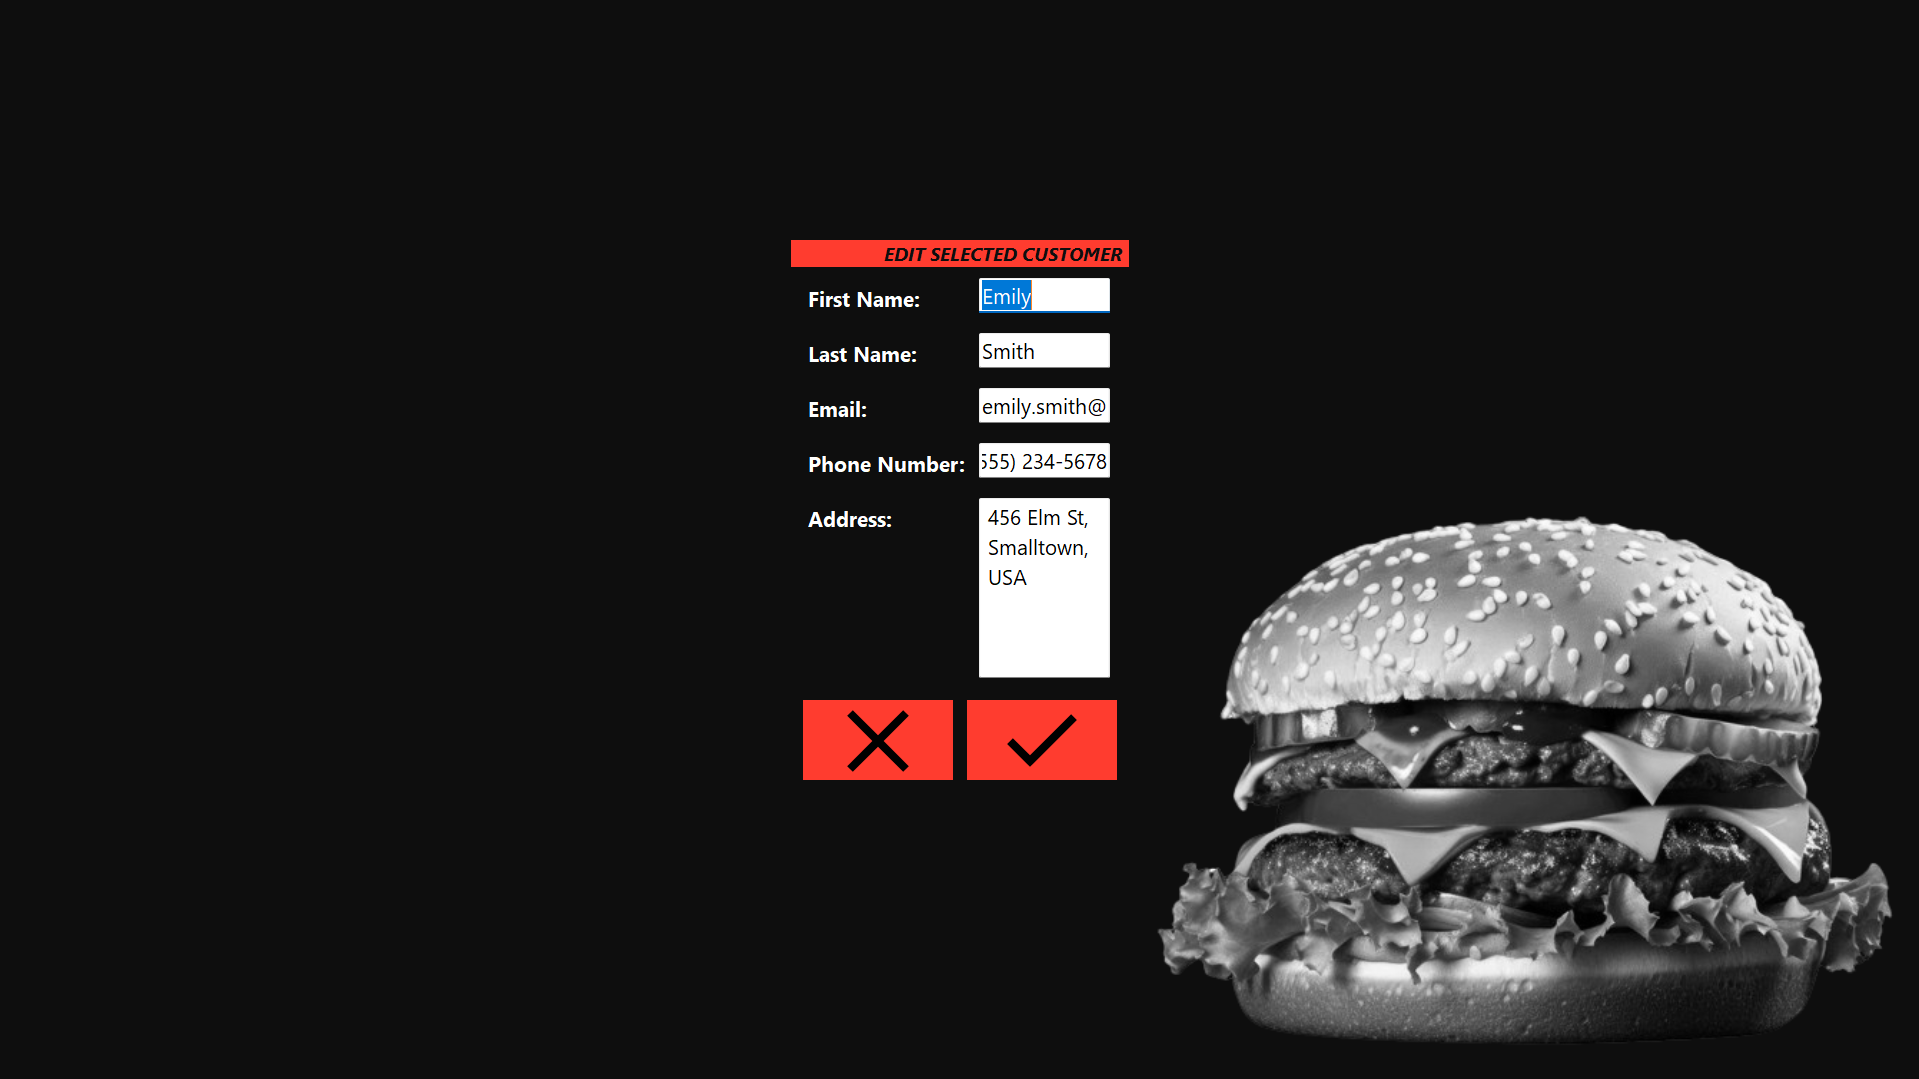 EDIT SELECTED CUSTOMER
First Name: Emily
Last Name: Smith
Email: emily.smith@
Phone Number: 555) 234-5678
Address: 456 Elm St,
Smalltown,
USA